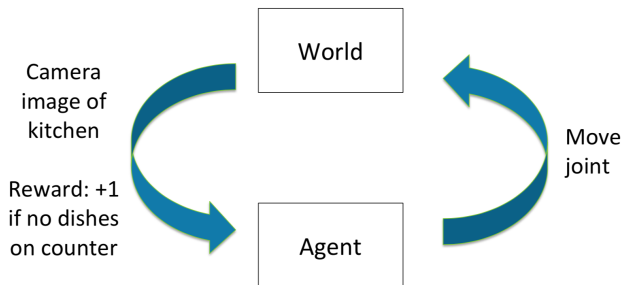 World
Camera
image of
kitchen
Move
joint
Reward: +1
if no dishes
on counter
Agent